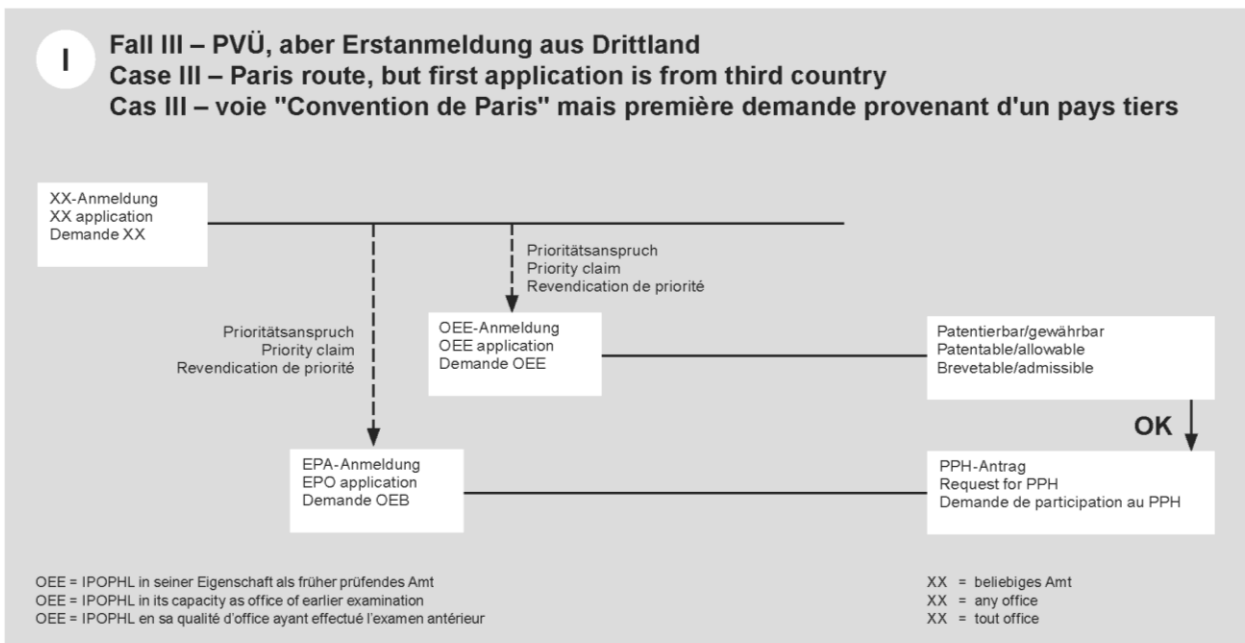 I
Fall III – PVÜ, aber Erstanmeldung aus Drittland
Case III – Paris route, but first application is from third country
Cas III – voie "Convention de Paris" mais première demande provenant d'un pays tiers
XX-Anmeldung
XX application
Demande XX
Prioritätsanspruch
Priority claim
Revendication de priorité
Prioritätsanspruch
Priority claim
Revendication de priorité
OEE-Anmeldung
OEE application
Demande OEE
Patentierbar/gewährbar
Patentable/allowable
Brevetable/admissible
OK
EPA-Anmeldung
EPO application
Demande OEB
PPH-Antrag
Request for PPH
Demande de participation au PPH
OEE = IPOPHL in seiner Eigenschaft als früher prüfendes Amt
OEE = IPOPHL in its capacity as office of earlier examination
OEE = IPOPHL en sa qualité d'office ayant effectué l'examen antérieur
XX = beliebiges Amt
XX = any office
XX = tout office